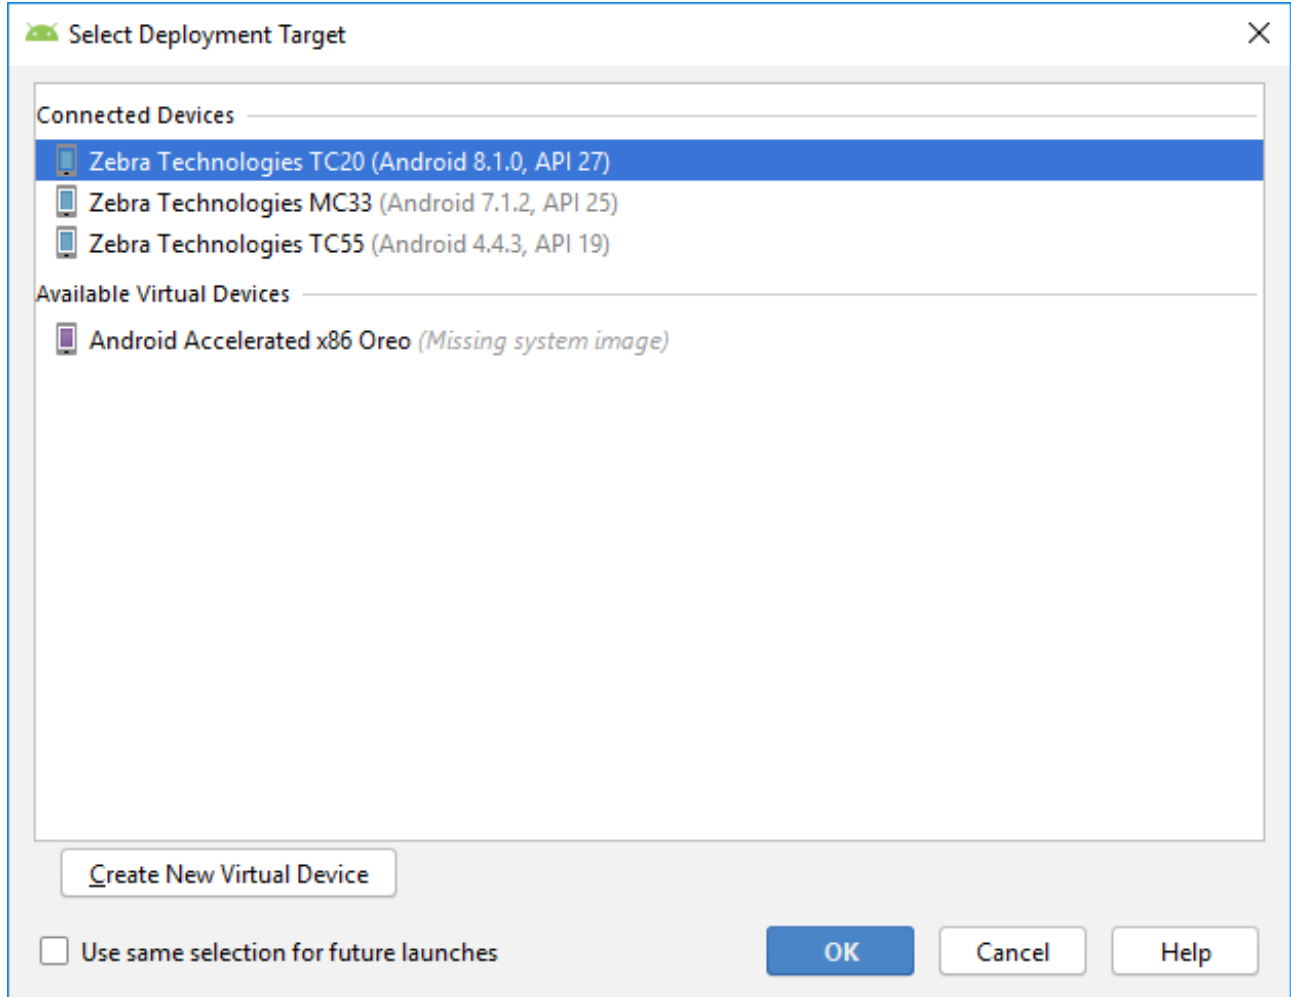 Select Deployment Target
Connected Devices
Zebra Technologies TC20 (Android 8.1.0, API 27)
Zebra Technologies MC33 (Android 7.1.2, API 25)
Zebra Technologies TC55 (Android 4.4.3, API 19)
Available Virtual Devices
Android Accelerated x86 Oreo (Missing system image)
Create New Virtual Device
Use same selection for future launches
OK
Cancel
Help